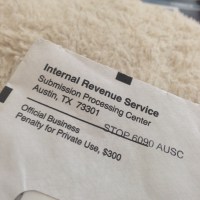 Internal Revenue Service
Submission Processing Center
Austin, TX 73301
STOP 6090 AUSC
Official Business
Penalty for Private Use, $300